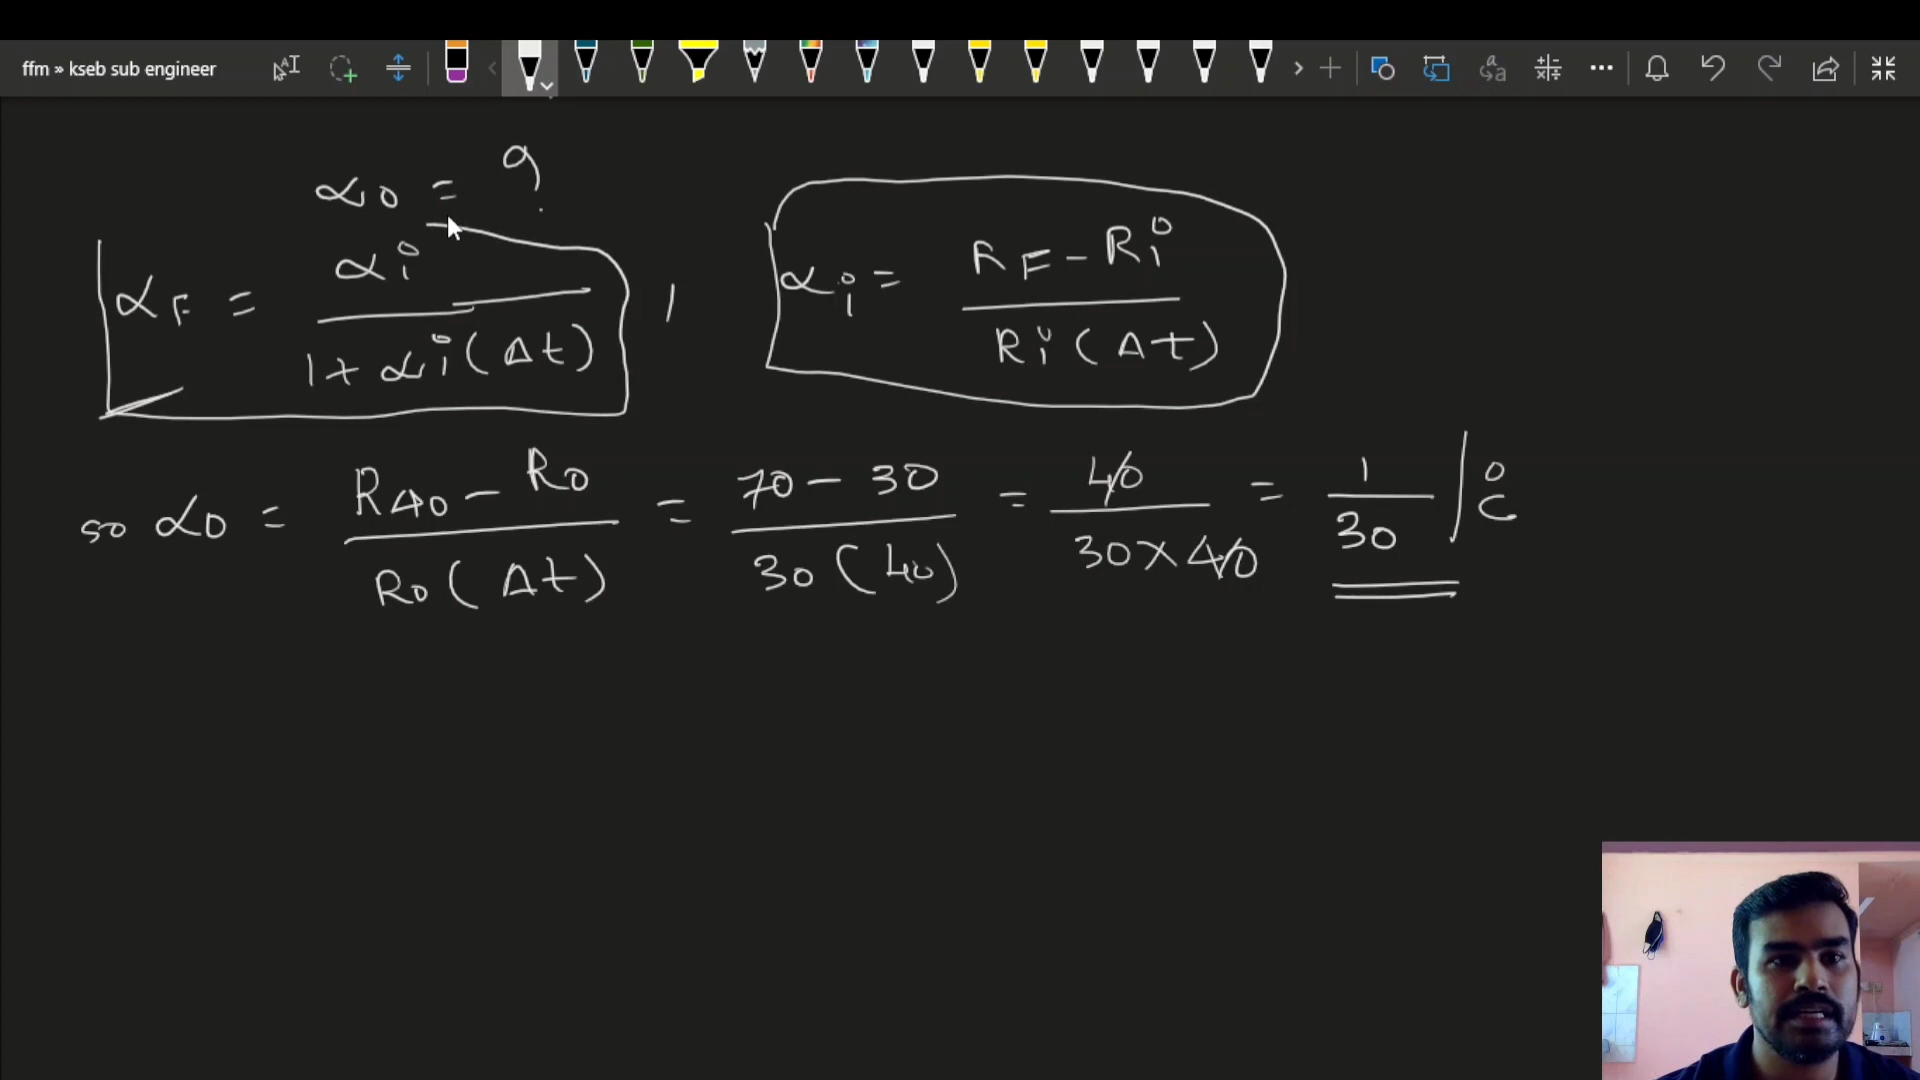 ffm » kseb sub engineer
α0 = ?
αF = αi / 1 + αi (Δt) , αi = RF - Ri / Ri (Δt)
so α0 = R40 - R0 / R0 (Δt) = 70 - 30 / 30 (40) = 40 / 30 × 40 = 1 / 30 / °C